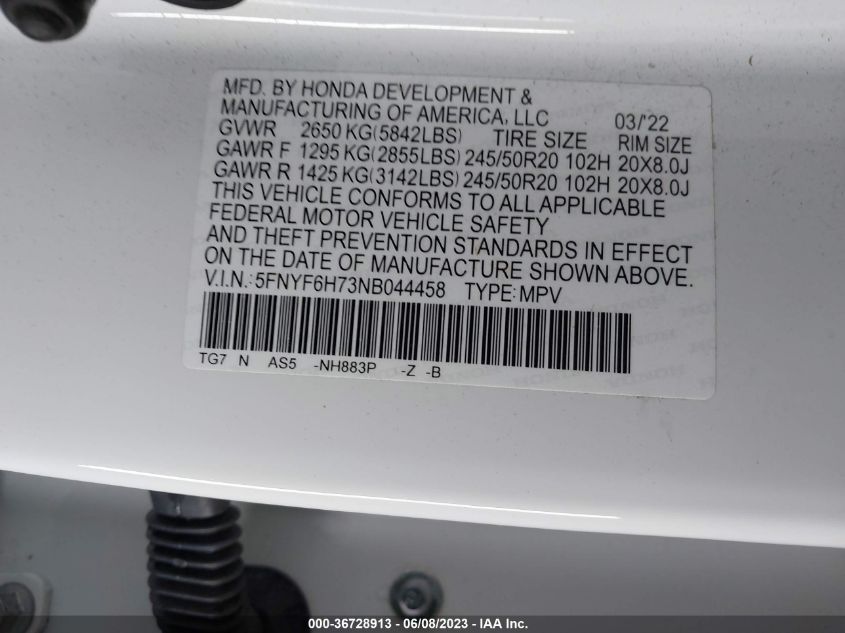 MFD. BY HONDA DEVELOPMENT &
MANUFACTURING OF AMERICA, LLC 03/'22
GVWR 2650 KG(5842LBS) TIRE SIZE RIM SIZE
GAWR F 1295 KG(2855LBS) 245/50R20 102H 20X8.0J
GAWR R 1425 KG(3142LBS) 245/50R20 102H 20X8.0J
THIS VEHICLE CONFORMS TO ALL APPLICABLE
FEDERAL MOTOR VEHICLE SAFETY
AND THEFT PREVENTION STANDARDS IN EFFECT
ON THE DATE OF MANUFACTURE SHOWN ABOVE.
V.I.N.: 5FNYF6H73NB044458 TYPE: MPV
TG7 N AS5 -NH883P -Z -B
000-36728913 - 06/08/2023 - IAA Inc.